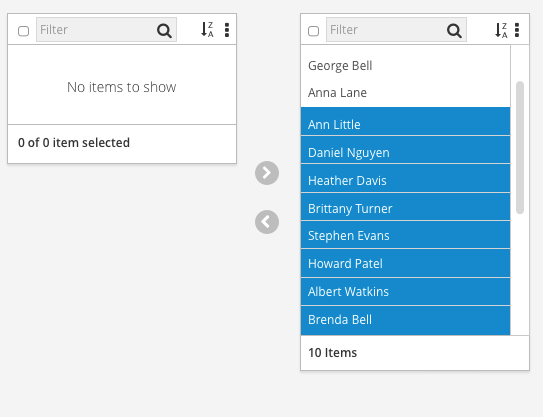 Filter
Z
A
No items to show
0 of 0 item selected
Filter
Z
A
George Bell
Anna Lane
Ann Little
Daniel Nguyen
Heather Davis
Brittany Turner
Stephen Evans
Howard Patel
Albert Watkins
Brenda Bell
10 Items